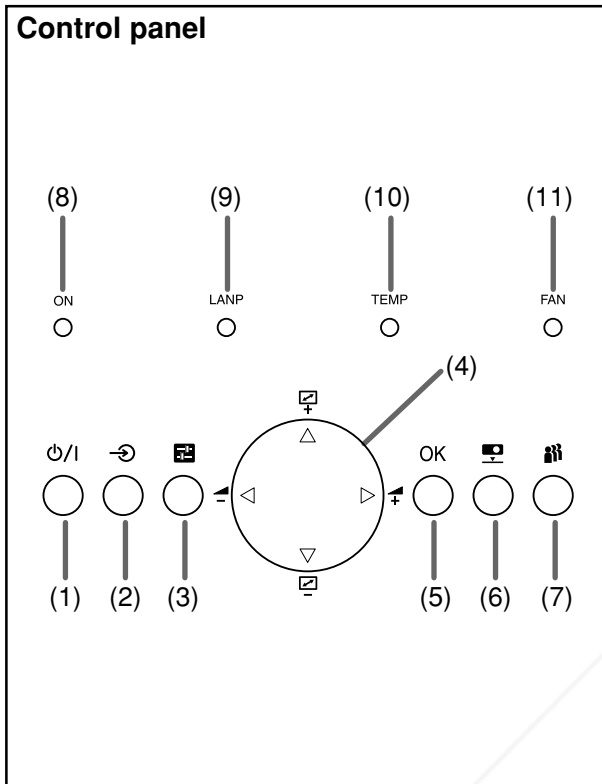 Control panel
(8) (9) (10) (11)
ON LANP TEMP FAN
(4)
+
⏻/I OK
− +
−
(1) (2) (3) (5) (6) (7)